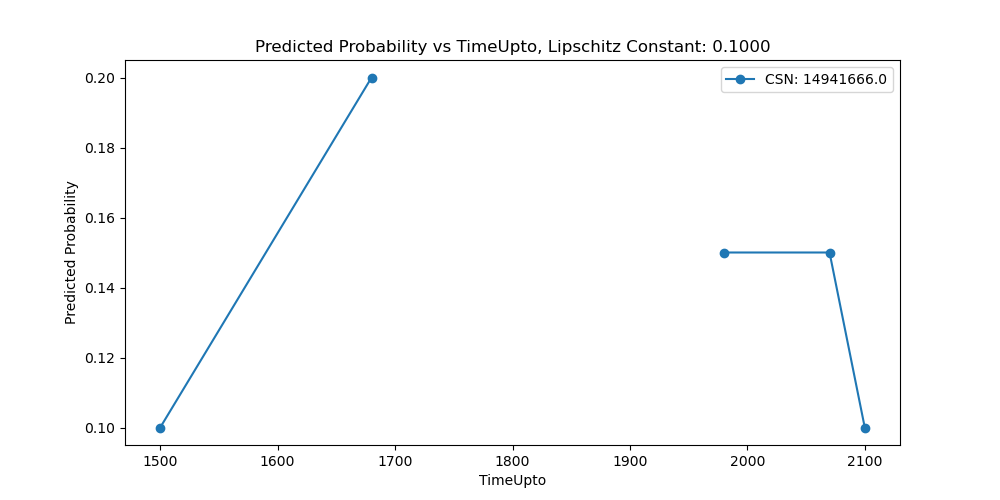 Predicted Probability vs TimeUpto, Lipschitz Constant: 0.1000
CSN: 14941666.0
Predicted Probability
0.20
0.18
0.16
0.14
0.12
0.10
1500 1600 1700 1800 1900 2000 2100
TimeUpto